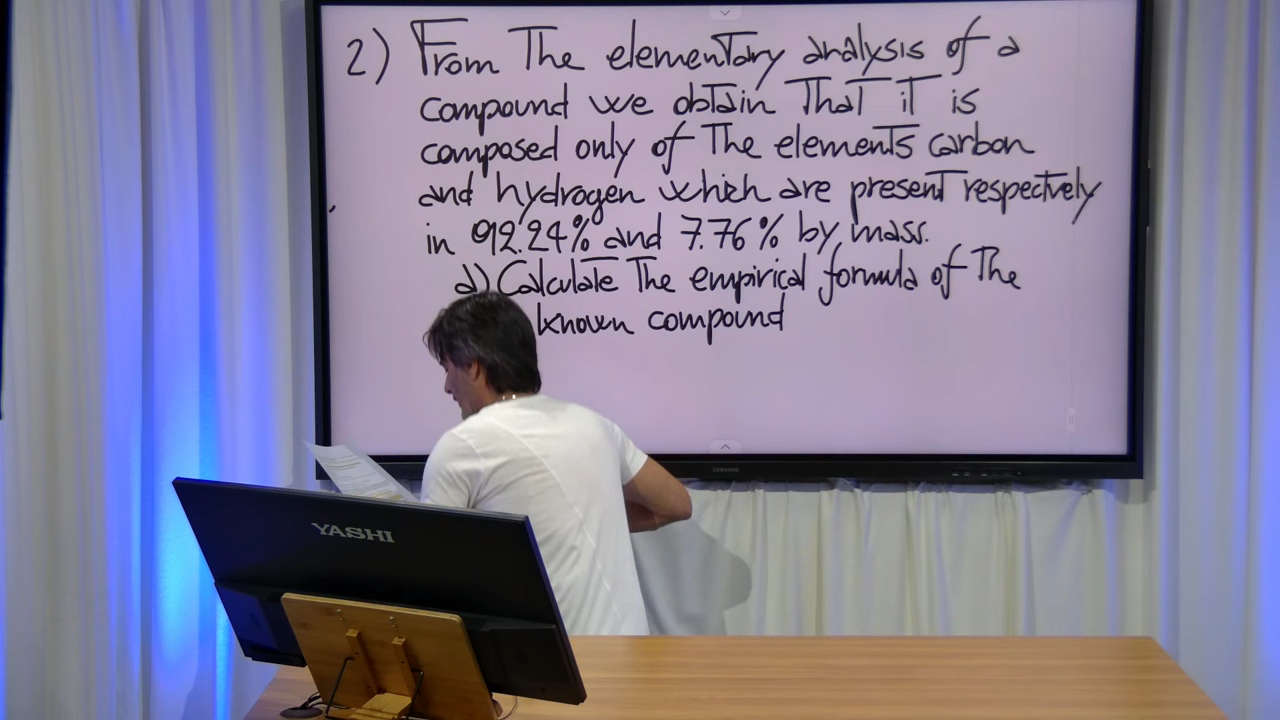 2) From The elementary analysis of a
compound we obtain That it is
composed only of The elements carbon
and hydrogen which are present respectively
in 92.24% and 7.76% by mass.
a) Calculate The empirical formula of The
known compound
SAMSUNG
YASHI